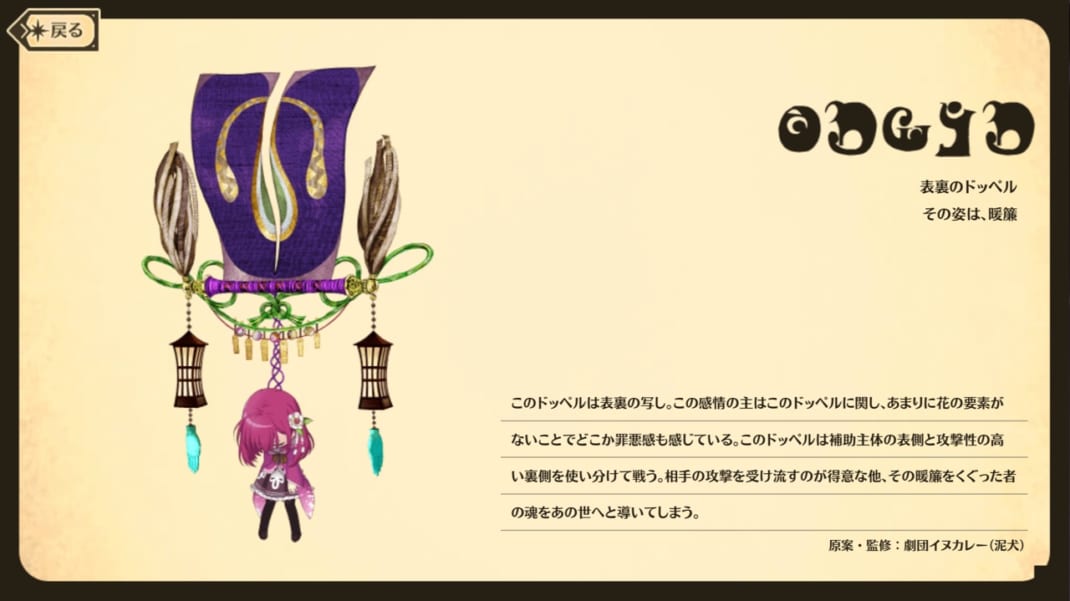 戻る
表裏のドッペル
その姿は、暖簾
このドッペルは表裏の写し。この感情の主はこのドッペルに関し、あまりに花の要素が
ないことでどこか罪悪感も感じている。このドッペルは補助主体の表側と攻撃性の高
い裏側を使い分けて戦う。相手の攻撃を受け流すのが得意な他、その暖簾をくぐった者
の魂をあの世へと導いてしまう。
原案・監修：劇団イヌカレー（泥犬）